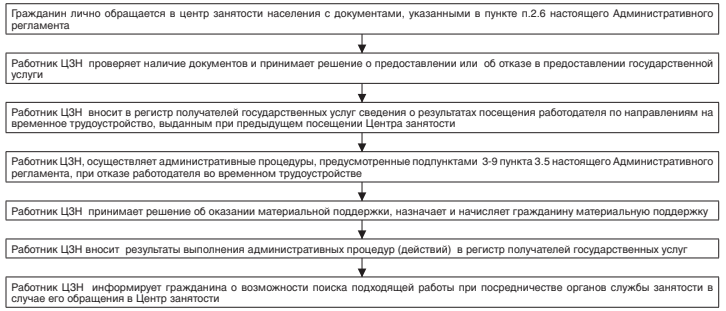 Гражданин лично обращается в центр занятости населения с документами, указанными в пункте п.2.6 настоящего Административного
регламента
Работник ЦЗН проверяет наличие документов и принимает решение о предоставлении или об отказе в предоставлении государственной
услуги
Работник ЦЗН вносит в регистр получателей государственных услуг сведения о результатах посещения работодателя по направлениям на
временное трудоустройство, выданным при предыдущем посещении Центра занятости
Работник ЦЗН, осуществляет административные процедуры, предусмотренные подпунктами 3-9 пункта 3.5 настоящего Административного
регламента, при отказе работодателя во временном трудоустройстве
Работник ЦЗН принимает решение об оказании материальной поддержки, назначает и начисляет гражданину материальную поддержку
Работник ЦЗН вносит результаты выполнения административных процедур (действий) в регистр получателей государственных услуг
Работник ЦЗН информирует гражданина о возможности поиска подходящей работы при посредничестве органов службы занятости в
случае его обращения в Центр занятости